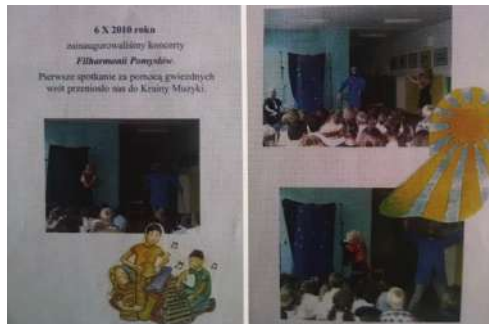 6 X 2010 roku
zainaugurowaliśmy koncerty
Filharmonii Pomysłów.
Pierwsze spotkanie za pomocą gwiezdnych
wrót przeniosło nas do Krainy Muzyki.